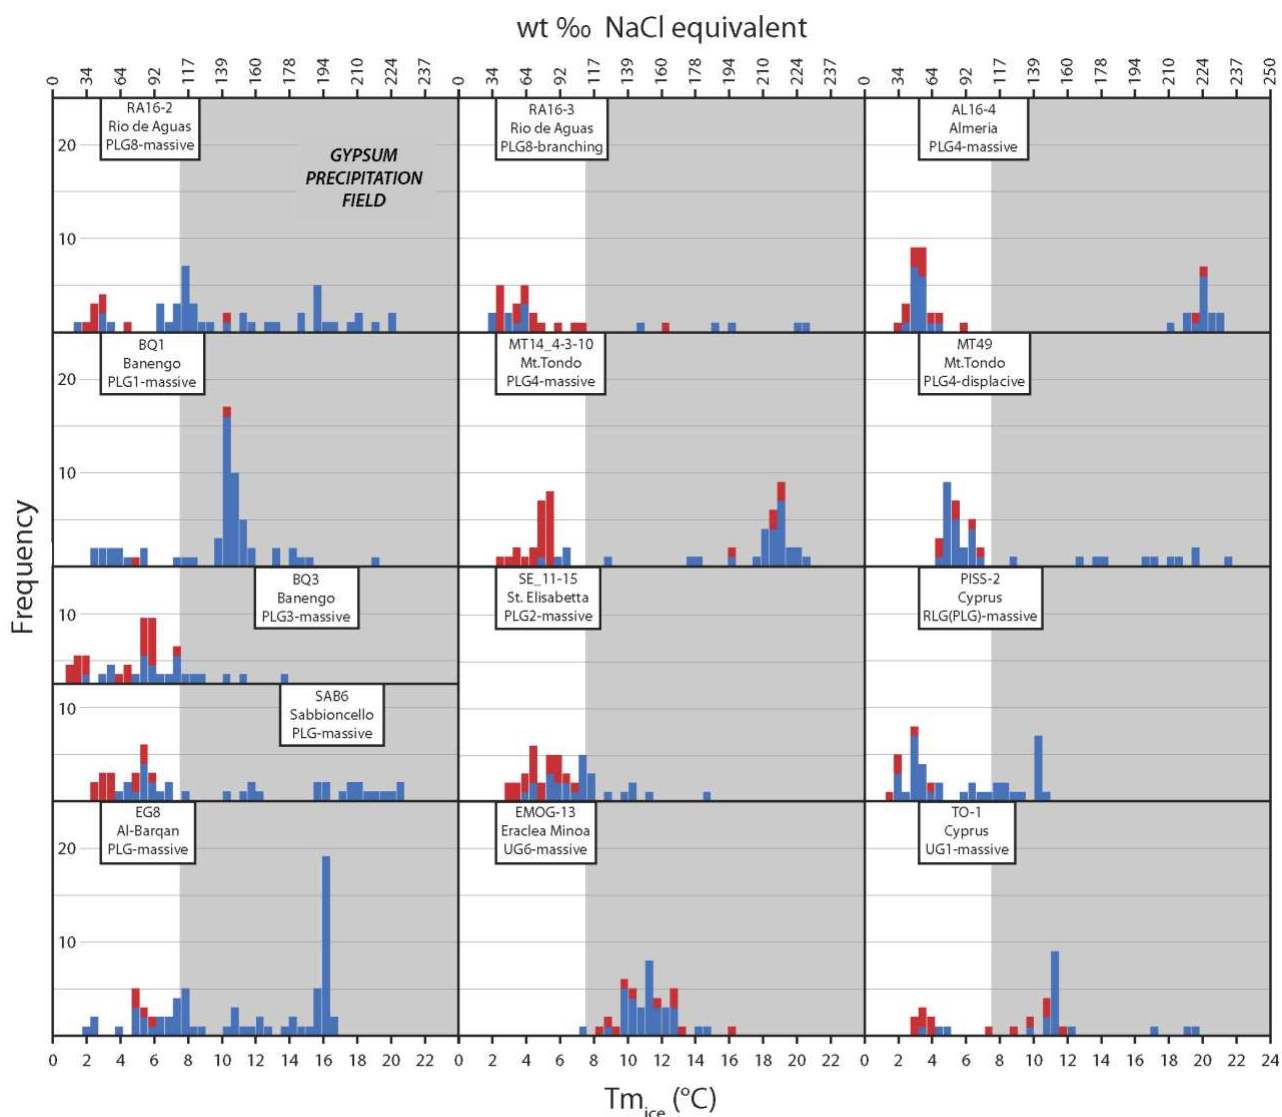 wt ‰ NaCl equivalent
0 34 64 92 117 139 160 178 194 210 224 237 0 34 64 92 117 139 160 178 194 210 224 237 0 34 64 92 117 139 160 178 194 210 224 237 250
RA16-2
Rio de Aguas
PLG8-massive
GYPSUM
PRECIPITATION
FIELD
RA16-3
Rio de Aguas
PLG8-branching
AL16-4
Almeria
PLG4-massive
20
10
BQ1
Banengo
PLG1-massive
MT14_4-3-10
Mt.Tondo
PLG4-massive
MT49
Mt.Tondo
PLG4-displacive
20
10
Frequency
BQ3
Banengo
PLG3-massive
SE_11-15
St. Elisabetta
PLG2-massive
PISS-2
Cyprus
RLG(PLG)-massive
10
SAB6
Sabbioncello
PLG-massive
10
EG8
Al-Barqan
PLG-massive
EMOG-13
Eraclea Minoa
UG6-massive
TO-1
Cyprus
UG1-massive
20
10
0 2 4 6 8 10 12 14 16 18 20 22 0 2 4 6 8 10 12 14 16 18 20 22 0 2 4 6 8 10 12 14 16 18 20 22 24
Tm ice (°C)